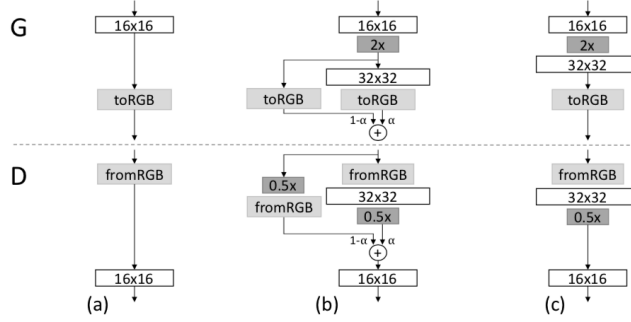 G
16x16
toRGB
16x16
2x
32x32
toRGB
toRGB
1-α
α
+
16x16
2x
32x32
toRGB
D
fromRGB
16x16
(a)
0.5x
fromRGB
fromRGB
32x32
0.5x
1-α
α
+
16x16
(b)
fromRGB
32x32
0.5x
16x16
(c)